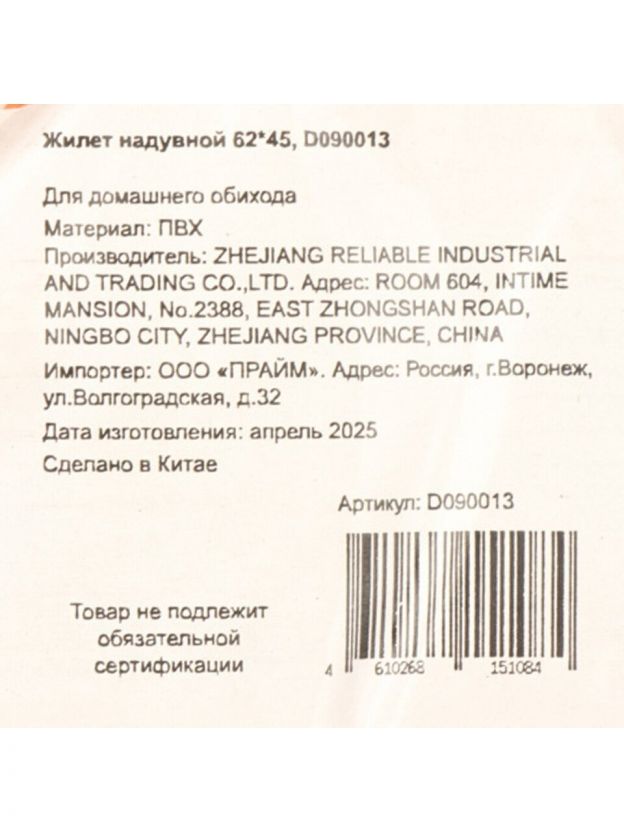 Жилет надувной 62*45, D090013
Для домашнего обихода
Материал: ПВХ
Производитель: ZHEJIANG RELIABLE INDUSTRIAL
AND TRADING CO.,LTD. Адрес: ROOM 604, INTIME
MANSION, No.2388, EAST ZHONGSHAN ROAD,
NINGBO CITY, ZHEJIANG PROVINCE, CHINA
Импортер: ООО «ПРАЙМ». Адрес: Россия, г.Воронеж,
ул.Волгоградская, д.32
Дата изготовления: апрель 2025
Сделано в Китае
Артикул: D090013
Товар не подлежит
обязательной
сертификации
4 610268 151084